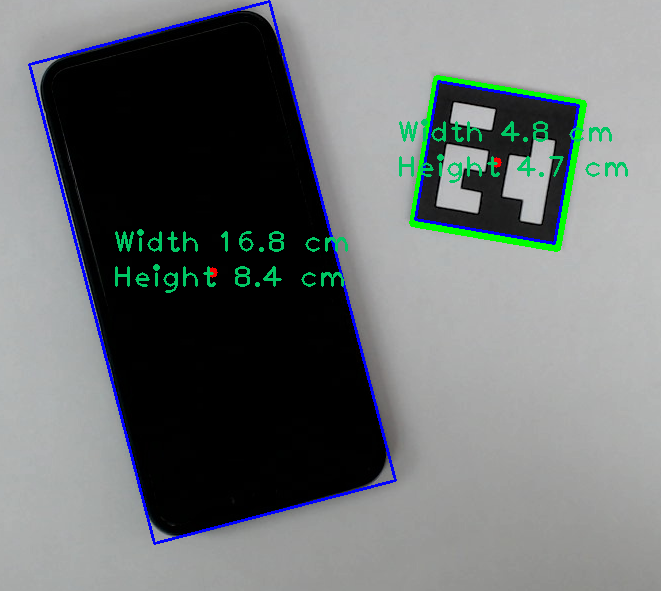 Width 4.8 cm
Height 4.7 cm
Width 16.8 cm
Height 8.4 cm